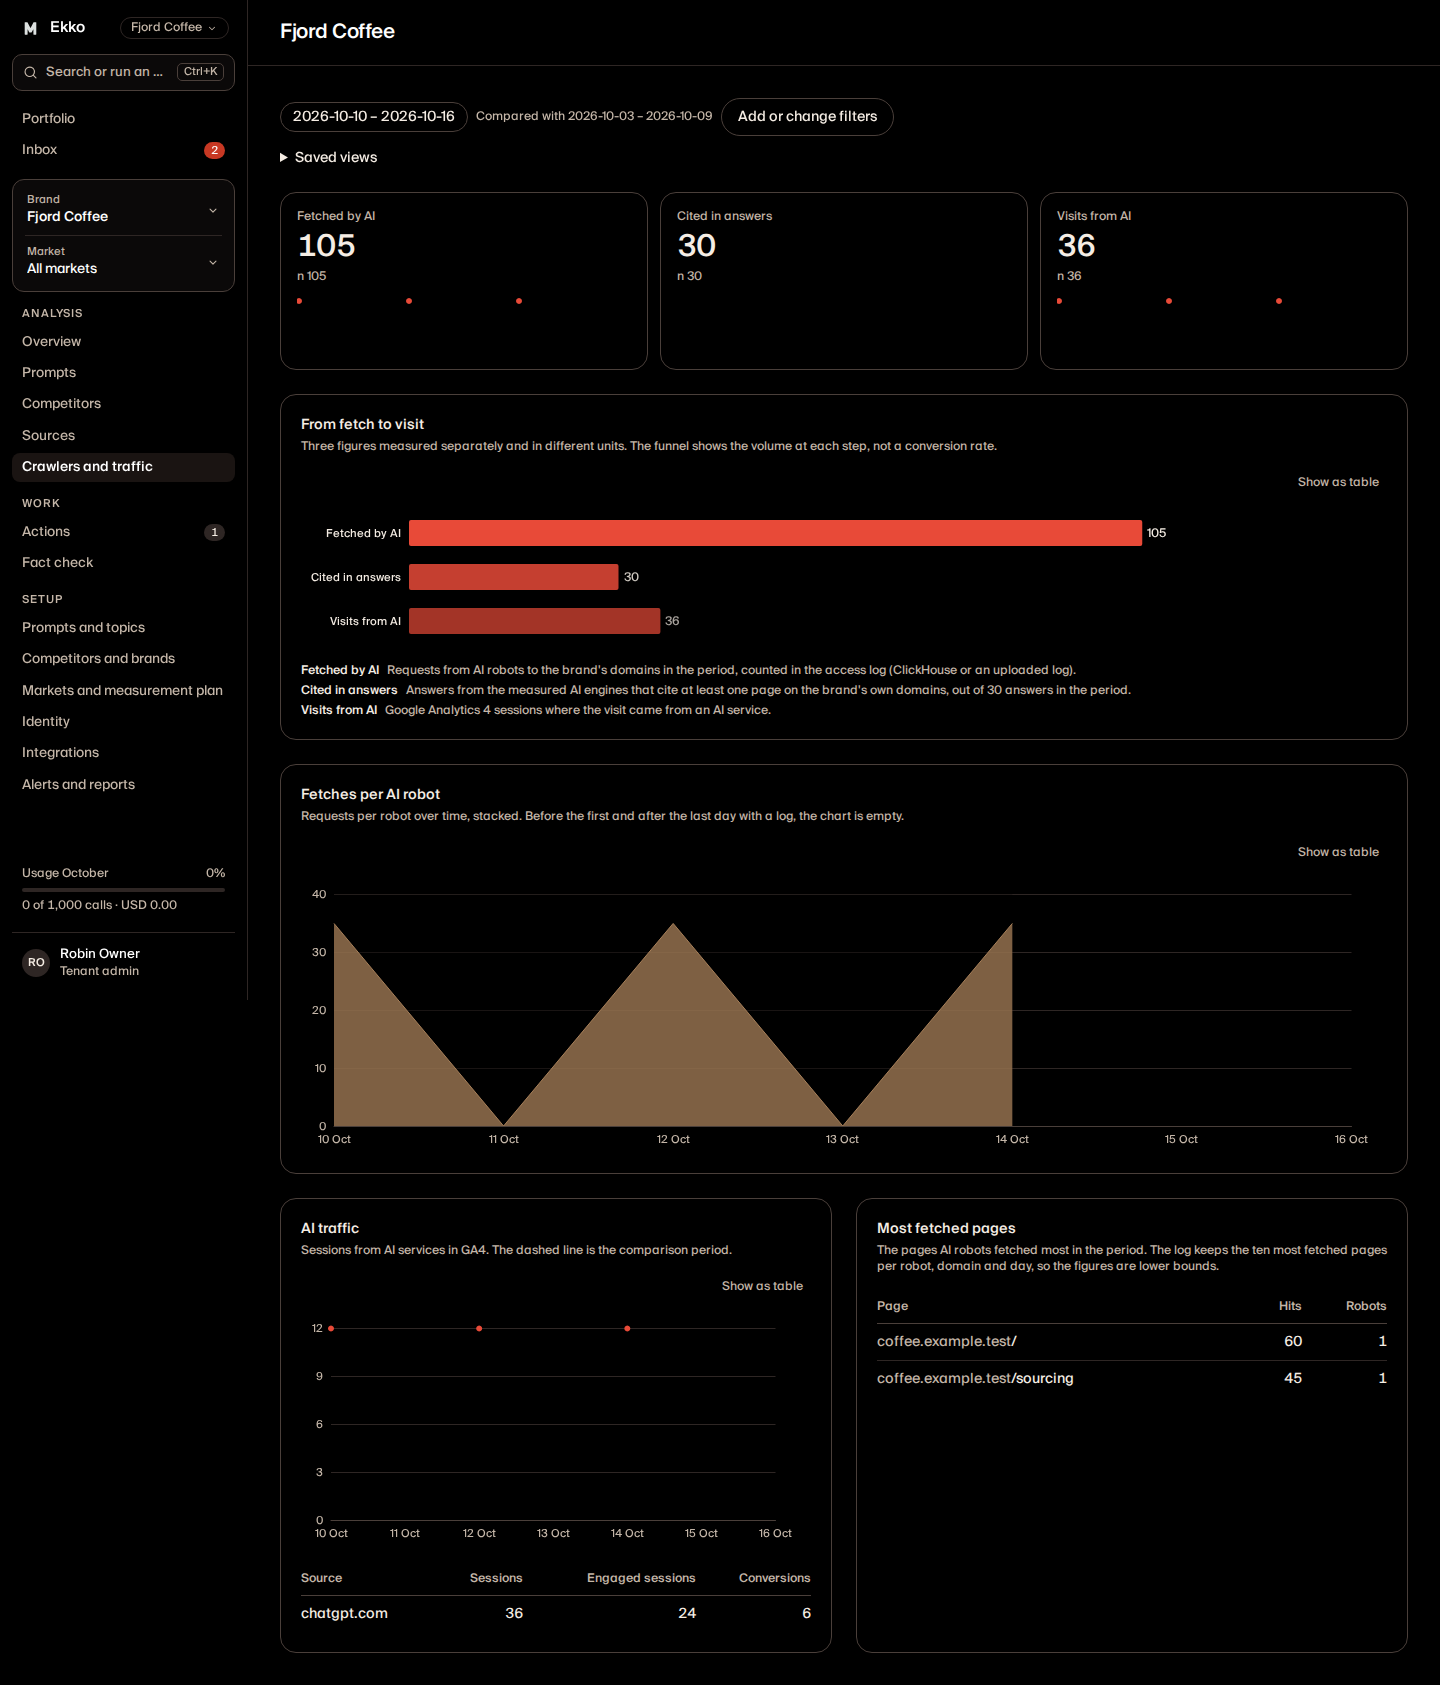 Ekko
Fjord Coffee
Search or run an ...
Ctrl+K
Portfolio
Inbox
2
Brand
Fjord Coffee
Market
All markets
ANALYSIS
Overview
Prompts
Competitors
Sources
Crawlers and traffic
WORK
Actions
1
Fact check
SETUP
Prompts and topics
Competitors and brands
Markets and measurement plan
Identity
Integrations
Alerts and reports
Usage October
0%
0 of 1,000 calls · USD 0.00
RO
Robin Owner
Tenant admin
Fjord Coffee
2026-10-10 – 2026-10-16
Compared with 2026-10-03 – 2026-10-09
Add or change filters
Saved views
Fetched by AI
105
n 105
Cited in answers
30
n 30
Visits from AI
36
n 36
From fetch to visit
Three figures measured separately and in different units. The funnel shows the volume at each step, not a conversion rate.
Show as table
Fetched by AI
105
Cited in answers
30
Visits from AI
36
Fetched by AI Requests from AI robots to the brand's domains in the period, counted in the access log (ClickHouse or an uploaded log).
Cited in answers Answers from the measured AI engines that cite at least one page on the brand's own domains, out of 30 answers in the period.
Visits from AI Google Analytics 4 sessions where the visit came from an AI service.
Fetches per AI robot
Requests per robot over time, stacked. Before the first and after the last day with a log, the chart is empty.
Show as table
40
30
20
10
0
10 Oct 11 Oct 12 Oct 13 Oct 14 Oct 15 Oct 16 Oct
AI traffic
Sessions from AI services in GA4. The dashed line is the comparison period.
Show as table
12
9
6
3
0
10 Oct 11 Oct 12 Oct 13 Oct 14 Oct 15 Oct 16 Oct
Source Sessions Engaged sessions Conversions
chatgpt.com 36 24 6
Most fetched pages
The pages AI robots fetched most in the period. The log keeps the ten most fetched pages
per robot, domain and day, so the figures are lower bounds.
Page Hits Robots
coffee.example.test/ 60 1
coffee.example.test/sourcing 45 1